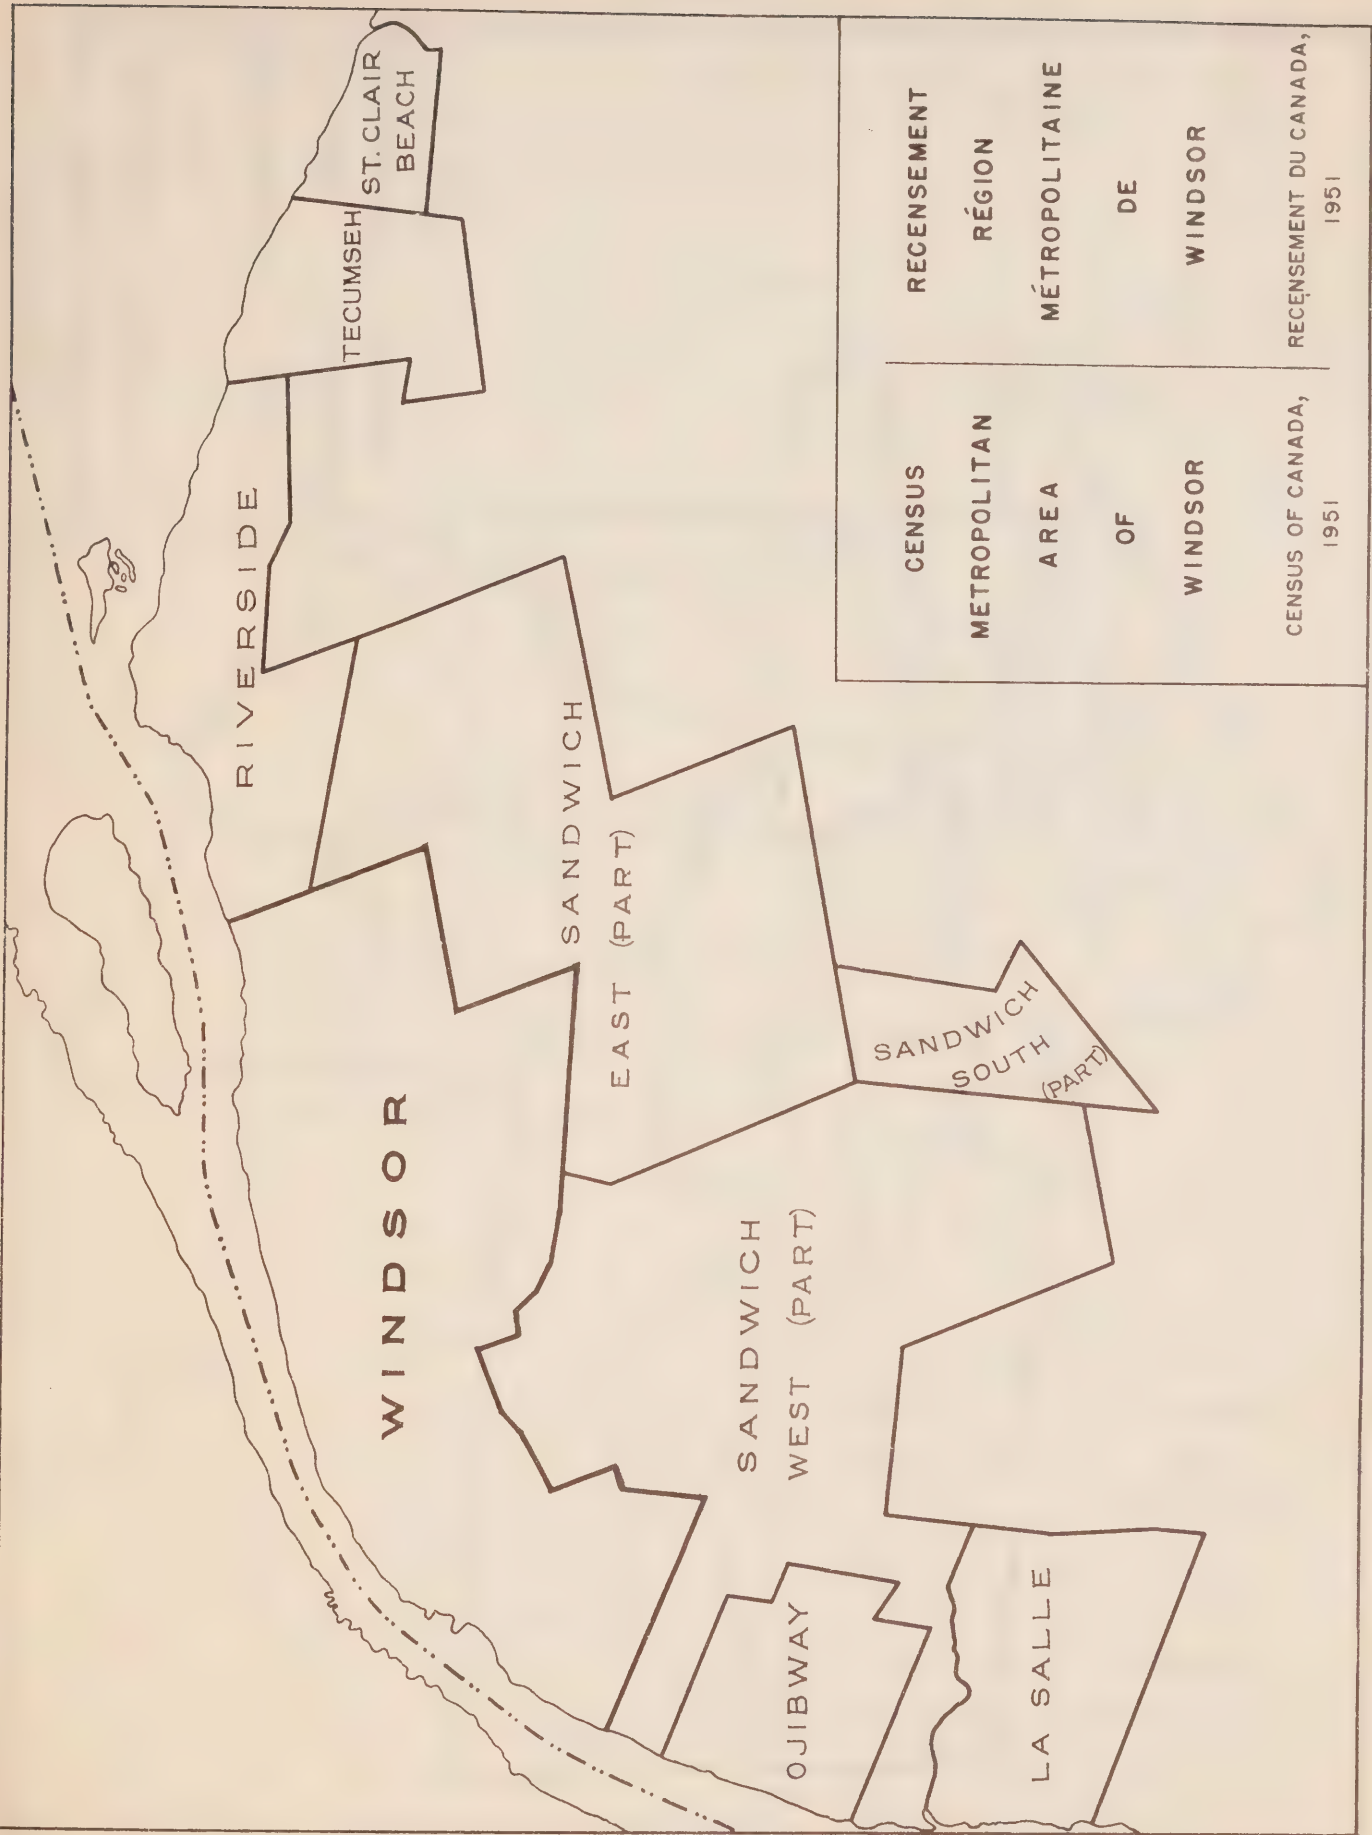 ST. CLAIR
BEACH
TECUMSEH
RIVERSIDE
SANDWICH
EAST (PART)
WINDSOR
SANDWICH
SOUTH
(PART)
SANDWICH
WEST (PART)
OJIBWAY
LA SALLE
CENSUS
METROPOLITAN
AREA
OF
WINDSOR
CENSUS OF CANADA,
1951
RECENSEMENT
RÉGION
MÉTROPOLITAINE
DE
WINDSOR
RECENSEMENT DU CANADA,
1951